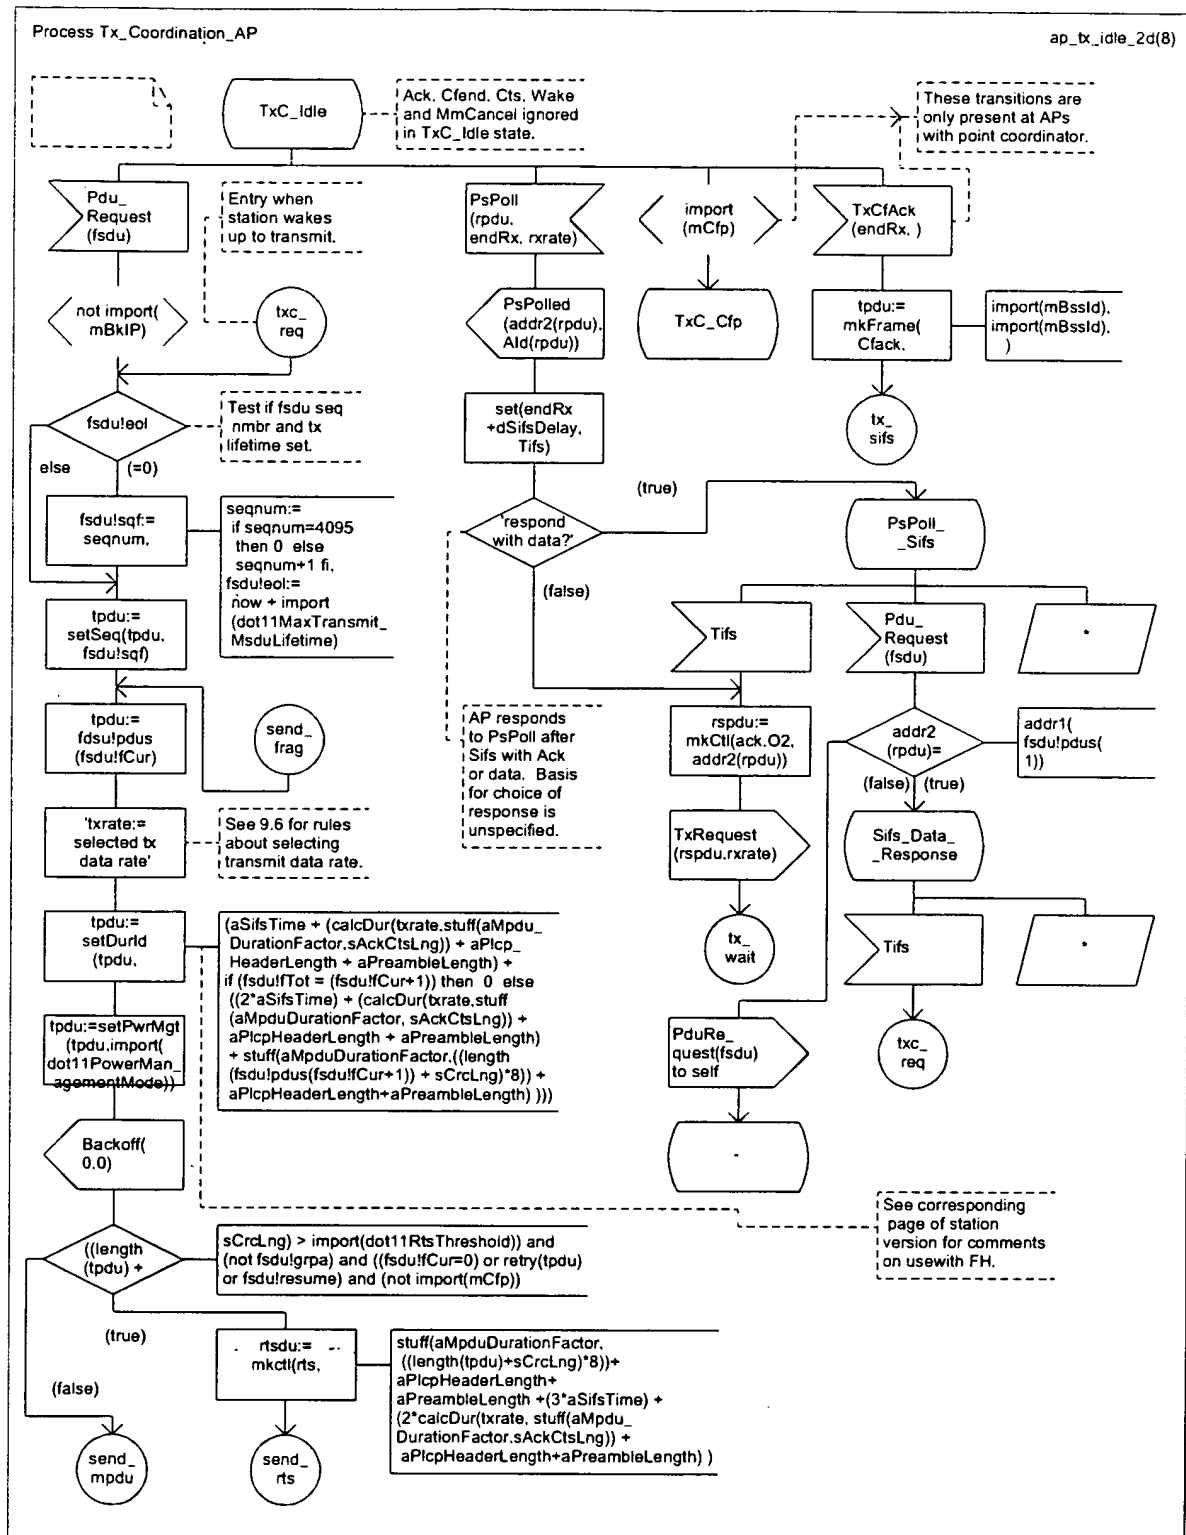 Process Tx_Coordination_AP
ap_tx_idle_2d(8)
TxC_Idle
Ack, Cfend, Cts, Wake
and MmCancel ignored
in TxC_Idle state.
These transitions are
only present at APs
with point coordinator.
Pdu_
Request
(fsdu)
Entry when
station wakes
up to transmit.
PsPoll
(rpdu,
endRx, rxrate)
import
(mCfp)
TxCfAck
(endRx, )
not import(
mBkIP)
txc_
req
PsPolled
(addr2(rpdu),
AId(rpdu))
TxC_Cfp
tpdu:=
mkFrame(
Cfack,
import(mBssId),
import(mBssId),
)
fsdu!eol
Test if fsdu seq
nmbr and tx
lifetime set.
set(endRx
+dSifsDelay,
Tifs)
tx_
sifs
else
(=0)
fsdu!sqf:=
seqnum,
seqnum:=
if seqnum=4095
then 0 else
seqnum+1 fi,
fsdu!eol:=
now + import
(dot11MaxTransmit_
MsduLifetime)
'respond
with data?'
(true)
(false)
PsPoll_
_Sifs
tpdu:=
setSeq(tpdu,
fsdu!sqf)
Tifs
Pdu_
Request
(fsdu)
*
tpdu:=
fdsu!pdus
(fsdu!fCur)
send_
frag
AP responds
to PsPoll after
Sifs with Ack
or data. Basis
for choice of
response is
unspecified.
rspdu:=
mkCtl(ack,O2,
addr2(rpdu))
addr2
(rpdu)=
addr1(
fsdu!pdus(
1))
(false)
(true)
'txrate:=
selected tx
data rate'
See 9.6 for rules
about selecting
transmit data rate.
TxRequest
(rspdu,rxrate)
Sifs_Data_
_Response
tpdu:=
setDurId
(tpdu,
(aSifsTime + (calcDur(txrate,stuff(aMpdu_
DurationFactor,sAckCtsLng)) + aPlcp_
HeaderLength + aPreambleLength) +
if (fsdu!fTot = (fsdu!fCur+1)) then 0 else
((2*aSifsTime) + (calcDur(txrate,stuff
(aMpduDurationFactor, sAckCtsLng)) +
aPlcpHeaderLength + aPreambleLength)
+ stuff(aMpduDurationFactor,((length
(fsdu!pdus(fsdu!fCur+1)) + sCrcLng)*8)) +
aPlcpHeaderLength+aPreambleLength) )))
tx_
wait
Tifs
*
tpdu:=setPwrMgt
(tpdu,import(
dot11PowerMan_
agementMode))
PduRe_
quest(fsdu)
to self
txc_
req
Backoff(
0,0)
-
((length
(tpdu) +
sCrcLng) > import(dot11RtsThreshold)) and
(not fsdu!grpa) and ((fsdu!fCur=0) or retry(tpdu)
or fsdu!resume) and (not import(mCfp))
See corresponding
page of station
version for comments
on usewith FH.
(true)
(false)
rtsdu:=
mkctl(rts,
stuff(aMpduDurationFactor,
((length(tpdu)+sCrcLng)*8))+
aPlcpHeaderLength+
aPreambleLength +(3*aSifsTime) +
(2*calcDur(txrate, stuff(aMpdu_
DurationFactor,sAckCtsLng)) +
aPlcpHeaderLength+aPreambleLength) )
send_
mpdu
send_
rts